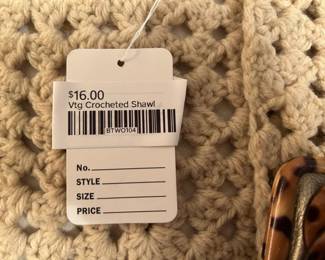 $16.00
Vtg Crocheted Shawl
BTWO104
No.
STYLE
SIZE
PRICE